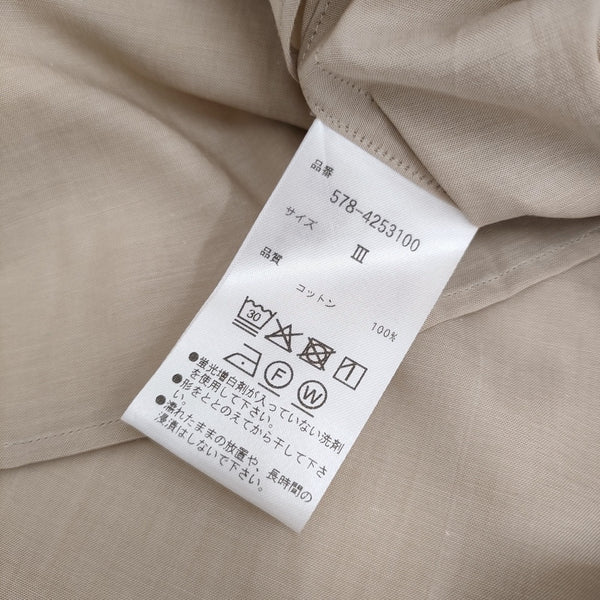 品番
578-4253100
サイズ
III
品質
コットン 100%
30
F W
●蛍光増白剤が入っていない洗剤
を使用して下さい。
●形をととのえてから干して下さ
い。
●濡れたままの放置や、長時間の
浸漬はしないで下さい。